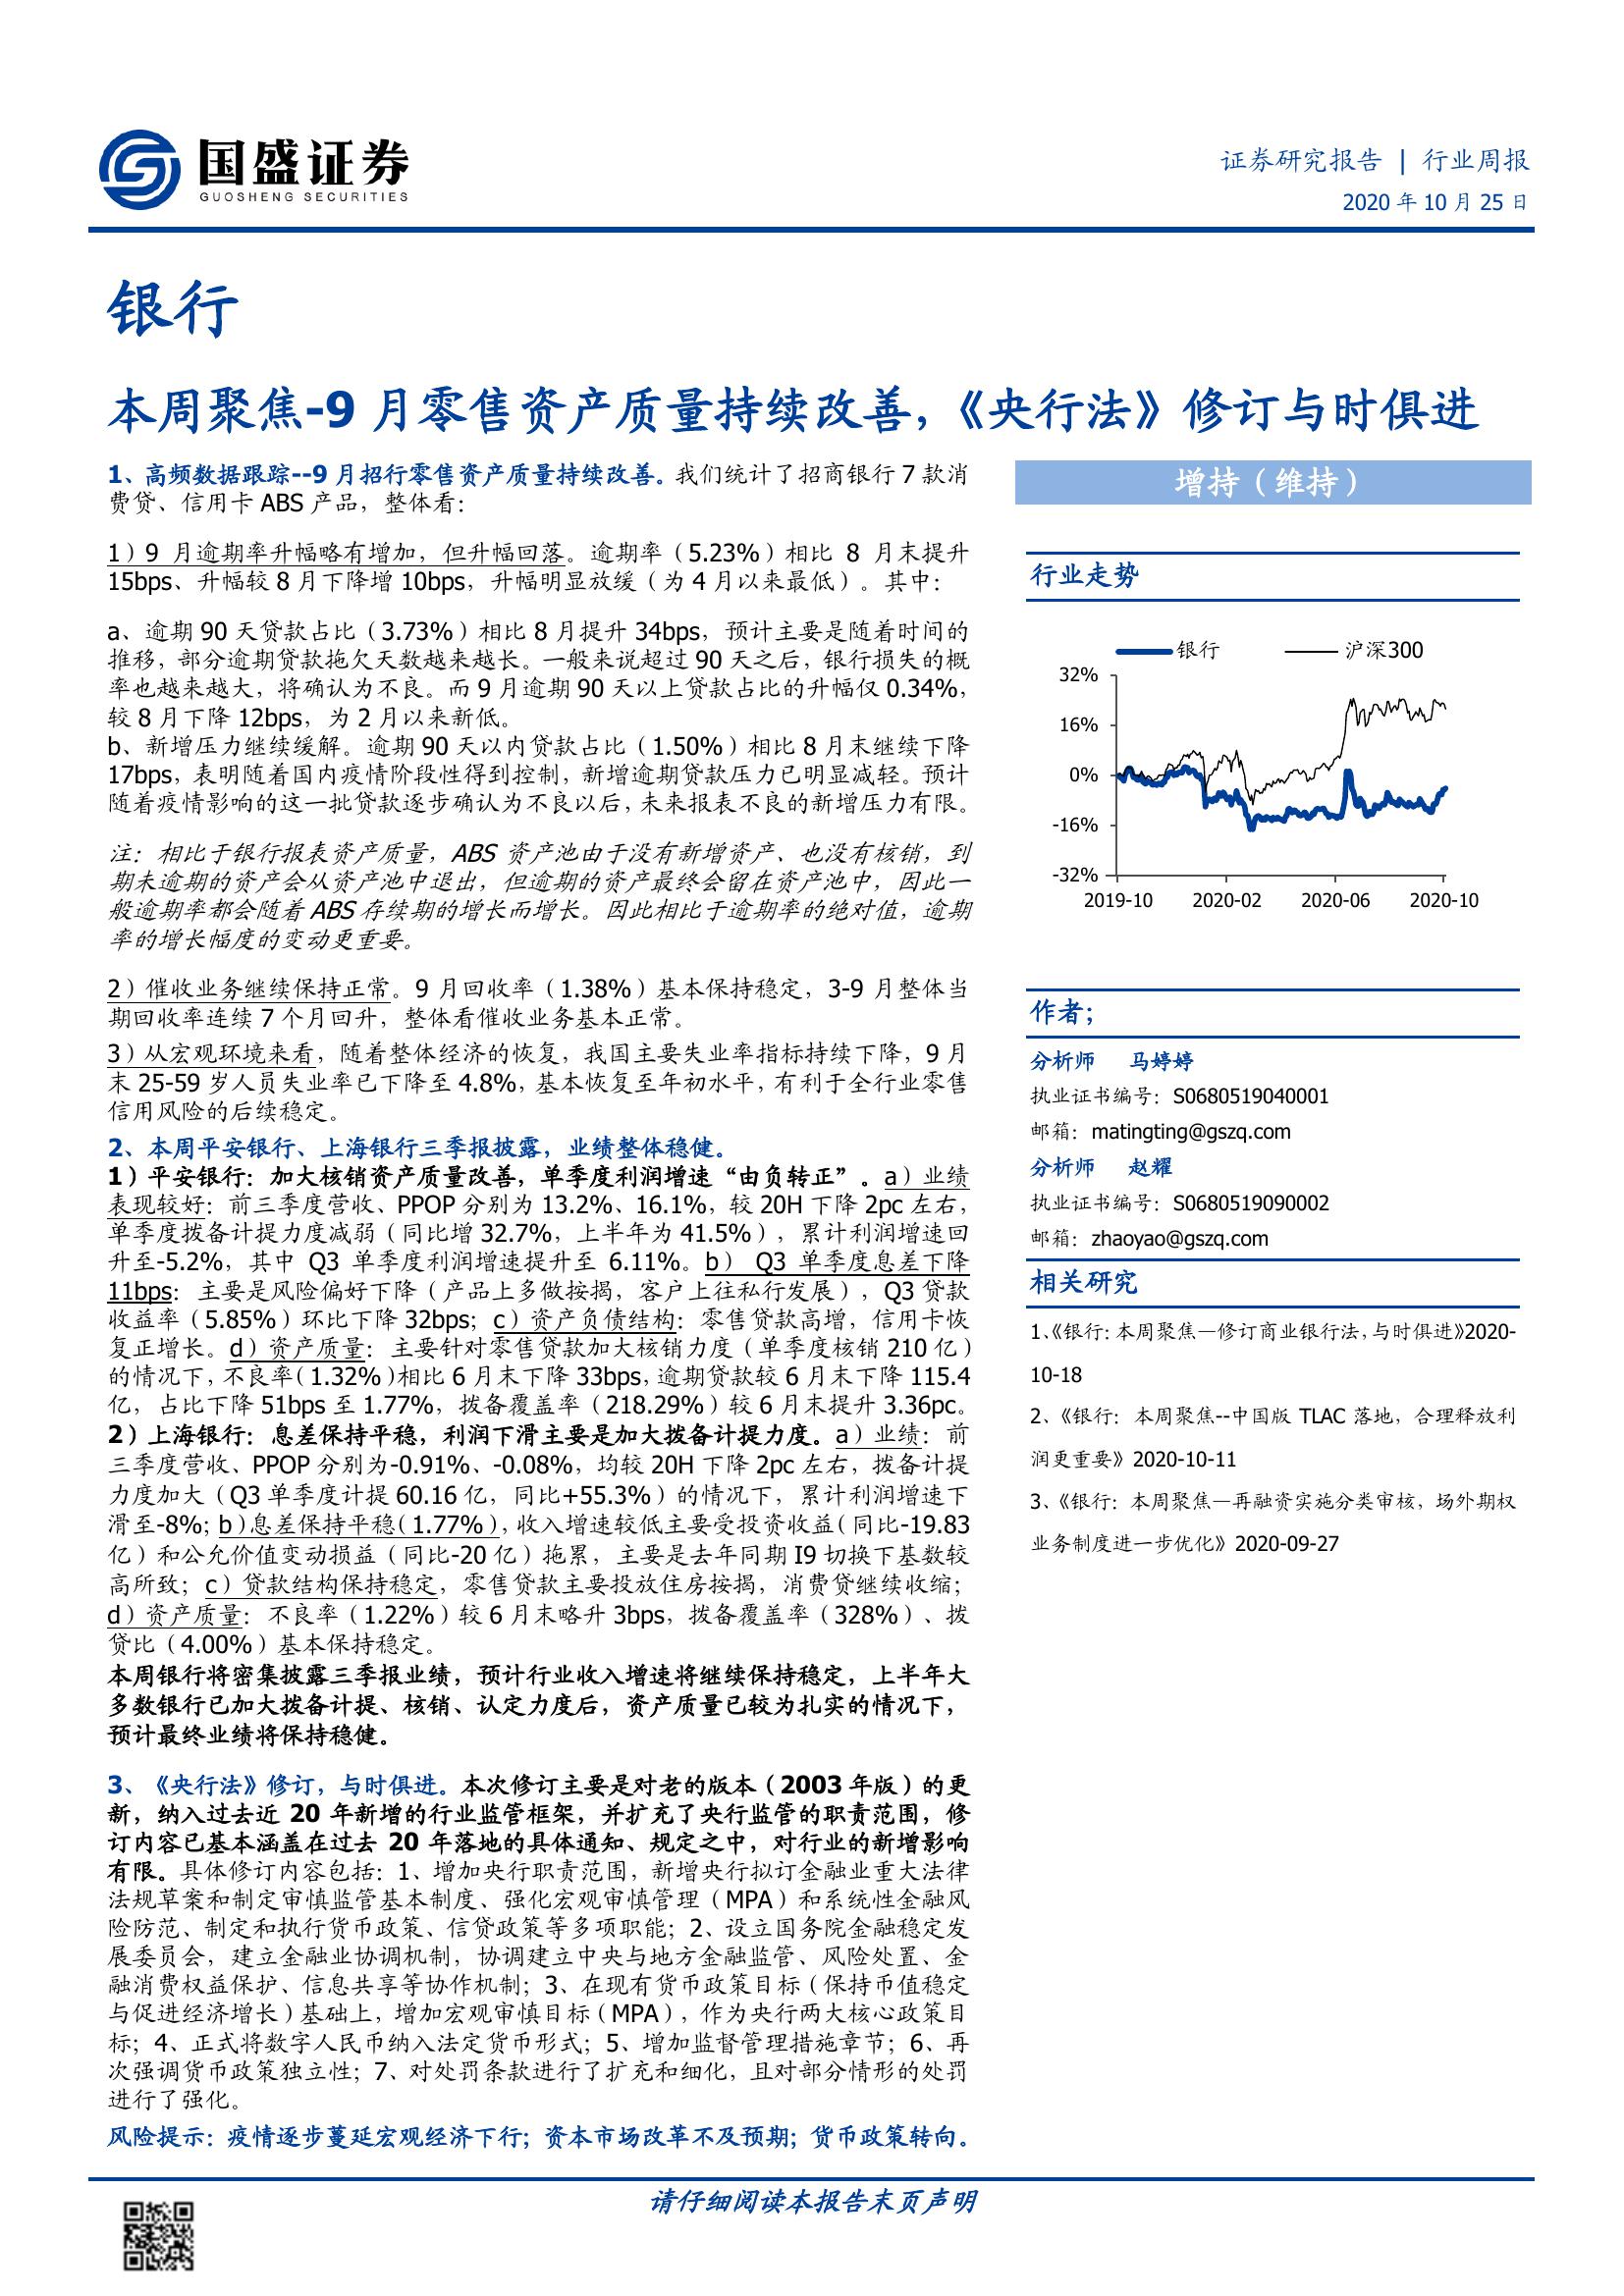 国盛证券
GUOSHENG SECURITIES
证券研究报告 | 行业周报
2020 年 10 月 25 日
银行
本周聚焦-9 月零售资产质量持续改善，《央行法》修订与时俱进
1、高频数据跟踪--9 月招行零售资产质量持续改善。我们统计了招商银行 7 款消
费贷、信用卡 ABS 产品，整体看：
1）9 月逾期率升幅略有增加，但升幅回落。逾期率（5.23%）相比 8 月末提升
15bps、升幅较 8 月下降增 10bps，升幅明显放缓（为 4 月以来最低）。其中：
a、逾期 90 天贷款占比（3.73%）相比 8 月提升 34bps，预计主要是随着时间的
推移，部分逾期贷款拖欠天数越来越长。一般来说超过 90 天之后，银行损失的概
率也越来越大，将确认为不良。而 9 月逾期 90 天以上贷款占比的升幅仅 0.34%，
较 8 月下降 12bps，为 2 月以来新低。
b、新增压力继续缓解。逾期 90 天以内贷款占比（1.50%）相比 8 月末继续下降
17bps，表明随着国内疫情阶段性得到控制，新增逾期贷款压力已明显减轻。预计
随着疫情影响的这一批贷款逐步确认为不良以后，未来报表不良的新增压力有限。
注：相比于银行报表资产质量，ABS 资产池由于没有新增资产、也没有核销，到
期未逾期的资产会从资产池中退出，但逾期的资产最终会留在资产池中，因此一
般逾期率都会随着 ABS 存续期的增长而增长。因此相比于逾期率的绝对值，逾期
率的增长幅度的变动更重要。
2）催收业务继续保持正常。9 月回收率（1.38%）基本保持稳定，3-9 月整体当
期回收率连续 7 个月回升，整体看催收业务基本正常。
3）从宏观环境来看，随着整体经济的恢复，我国主要失业率指标持续下降，9 月
末 25-59 岁人员失业率已下降至 4.8%，基本恢复至年初水平，有利于全行业零售
信用风险的后续稳定。
2、本周平安银行、上海银行三季报披露，业绩整体稳健。
1）平安银行：加大核销资产质量改善，单季度利润增速“由负转正”。a）业绩
表现较好：前三季度营收、PPOP 分别为 13.2%、16.1%，较 20H 下降 2pc 左右，
单季度拨备计提力度减弱（同比增 32.7%，上半年为 41.5%），累计利润增速回
升至-5.2%，其中 Q3 单季度利润增速提升至 6.11%。b） Q3 单季度息差下降
11bps：主要是风险偏好下降（产品上多做按揭，客户上往私行发展），Q3 贷款
收益率（5.85%）环比下降 32bps；c）资产负债结构：零售贷款高增，信用卡恢
复正增长。d）资产质量：主要针对零售贷款加大核销力度（单季度核销 210 亿）
的情况下，不良率（1.32%）相比 6 月末下降 33bps，逾期贷款较 6 月末下降 115.4
亿，占比下降 51bps 至 1.77%，拨备覆盖率（218.29%）较 6 月末提升 3.36pc。
2）上海银行：息差保持平稳，利润下滑主要是加大拨备计提力度。a）业绩：前
三季度营收、PPOP 分别为-0.91%、-0.08%，均较 20H 下降 2pc 左右，拨备计提
力度加大（Q3 单季度计提 60.16 亿，同比+55.3%）的情况下，累计利润增速下
滑至-8%；b）息差保持平稳（1.77%），收入增速较低主要受投资收益（同比-19.83
亿）和公允价值变动损益（同比-20 亿）拖累，主要是去年同期 I9 切换下基数较
高所致；c）贷款结构保持稳定，零售贷款主要投放住房按揭，消费贷继续收缩；
d）资产质量：不良率（1.22%）较 6 月末略升 3bps，拨备覆盖率（328%）、拨
贷比（4.00%）基本保持稳定。
本周银行将密集披露三季报业绩，预计行业收入增速将继续保持稳定，上半年大
多数银行已加大拨备计提、核销、认定力度后，资产质量已较为扎实的情况下，
预计最终业绩将保持稳健。
3、《央行法》修订，与时俱进。本次修订主要是对老的版本（2003 年版）的更
新，纳入过去近 20 年新增的行业监管框架，并扩充了央行监管的职责范围，修
订内容已基本涵盖在过去 20 年落地的具体通知、规定之中，对行业的新增影响
有限。具体修订内容包括：1、增加央行职责范围，新增央行拟订金融业重大法律
法规草案和制定审慎监管基本制度、强化宏观审慎管理（MPA）和系统性金融风
险防范、制定和执行货币政策、信贷政策等多项职能；2、设立国务院金融稳定发
展委员会，建立金融业协调机制，协调建立中央与地方金融监管、风险处置、金
融消费权益保护、信息共享等协作机制；3、在现有货币政策目标（保持币值稳定
与促进经济增长）基础上，增加宏观审慎目标（MPA），作为央行两大核心政策目
标；4、正式将数字人民币纳入法定货币形式；5、增加监督管理措施章节；6、再
次强调货币政策独立性；7、对处罚条款进行了扩充和细化，且对部分情形的处罚
进行了强化。
风险提示：疫情逐步蔓延宏观经济下行；资本市场改革不及预期；货币政策转向。
增持（维持）
行业走势
银行 沪深300
32%
16%
0%
-16%
-32%
2019-10 2020-02 2020-06 2020-10
作者；
分析师 马婷婷
执业证书编号：S0680519040001
邮箱：matingting@gszq.com
分析师 赵耀
执业证书编号：S0680519090002
邮箱：zhaoyao@gszq.com
相关研究
1、《银行：本周聚焦—修订商业银行法，与时俱进》2020-
10-18
2、《银行：本周聚焦--中国版 TLAC 落地，合理释放利
润更重要》2020-10-11
3、《银行：本周聚焦—再融资实施分类审核，场外期权
业务制度进一步优化》2020-09-27
请仔细阅读本报告末页声明